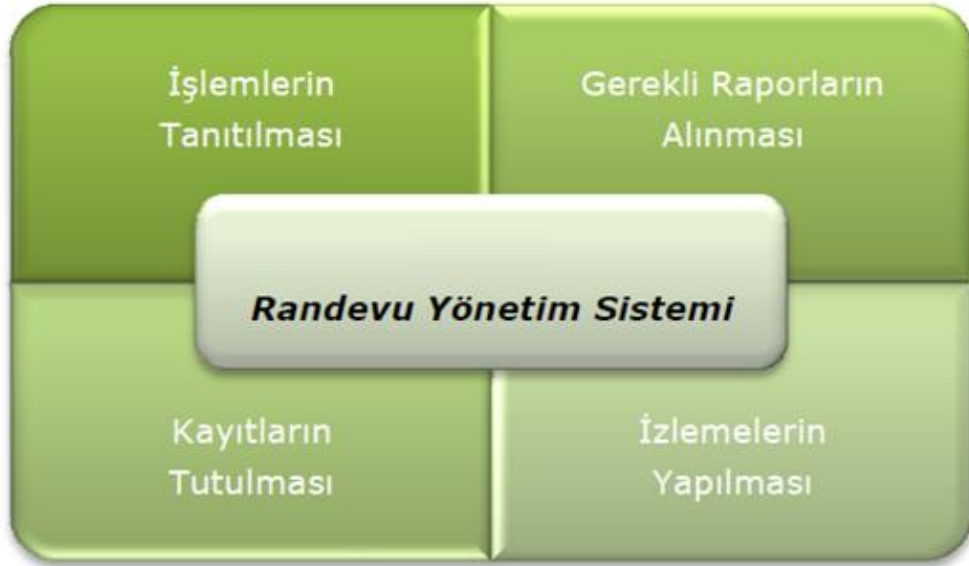 İşlemlerin
Tanıtılması
Gerekli Raporların
Alınması
Randevu Yönetim Sistemi
Kayıtların
Tutulması
İzlemelerin
Yapılması